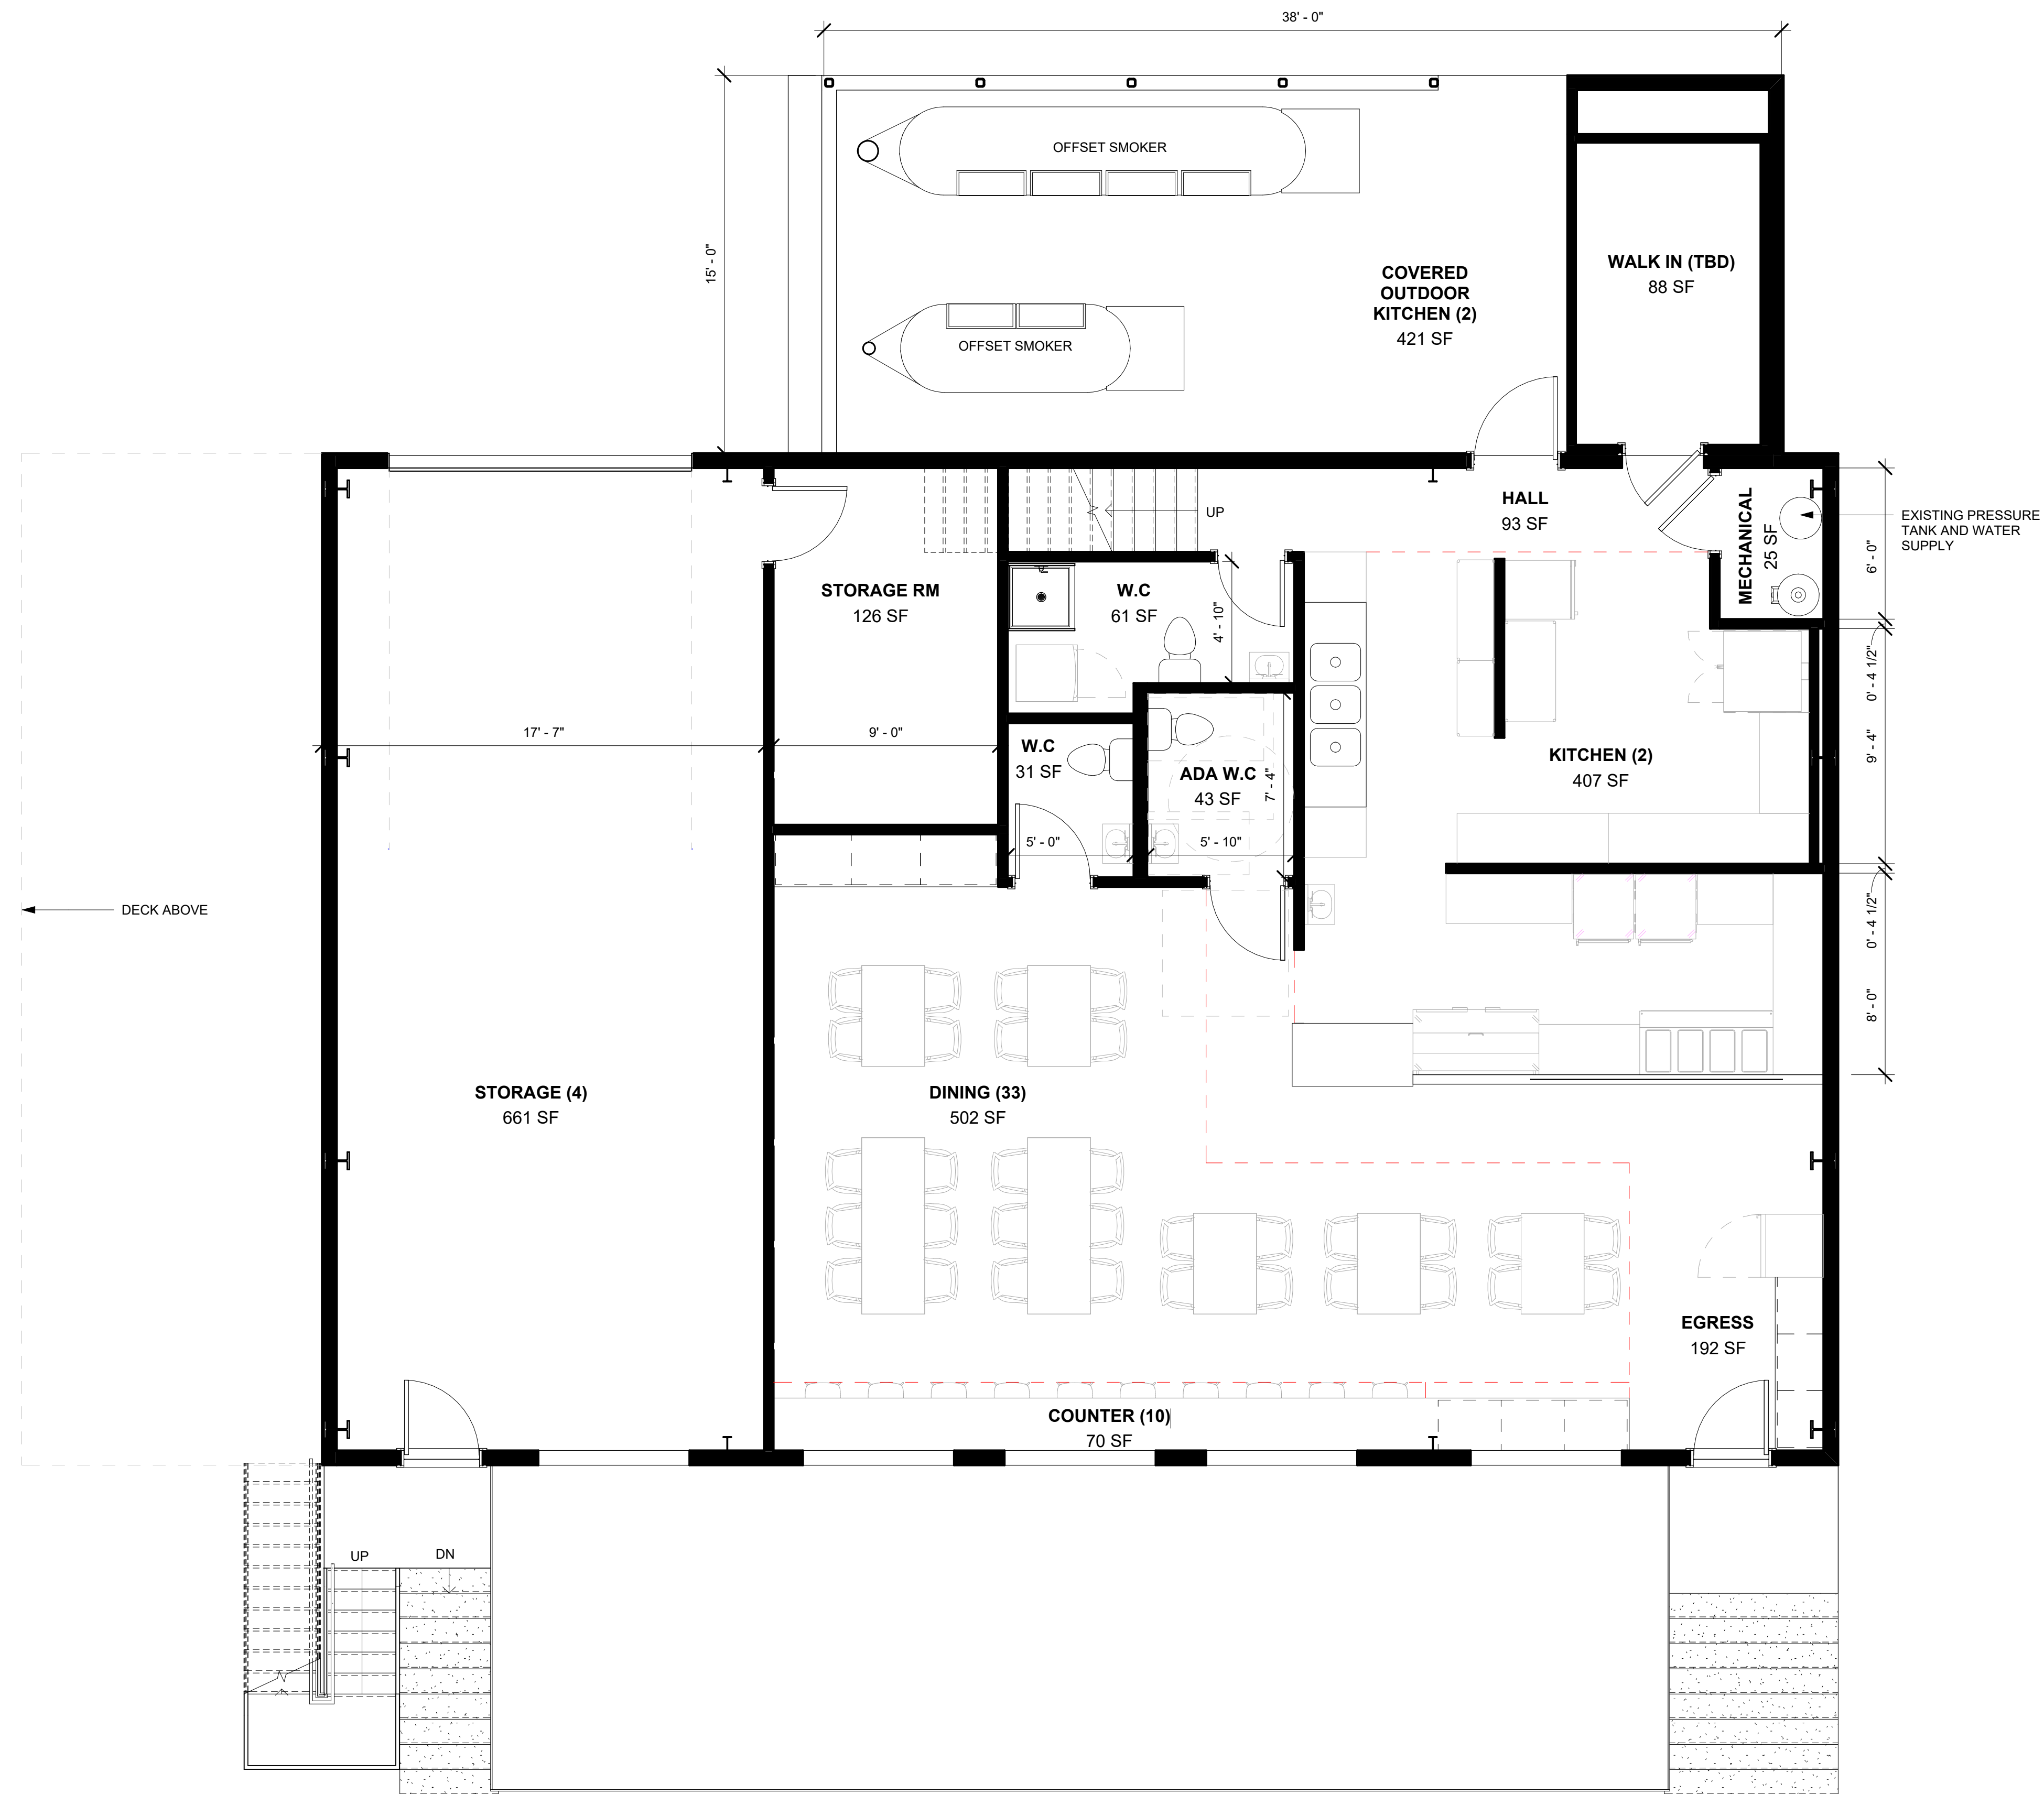 38' - 0"
OFFSET SMOKER
15' - 0"
WALK IN (TBD)
88 SF
COVERED
OUTDOOR
KITCHEN (2)
421 SF
OFFSET SMOKER
HALL
93 SF
UP
MECHANICAL
25 SF
EXISTING PRESSURE
TANK AND WATER
SUPPLY
6' - 0"
STORAGE RM
126 SF
W.C
61 SF
4' - 10"
0' - 4 1/2"
17' - 7"
9' - 0"
W.C
31 SF
ADA W.C
43 SF
7' - 4"
KITCHEN (2)
407 SF
9' - 4"
5' - 0"
5' - 10"
DECK ABOVE
0' - 4 1/2"
8' - 0"
STORAGE (4)
661 SF
DINING (33)
502 SF
EGRESS
192 SF
COUNTER (10)
70 SF
UP
DN